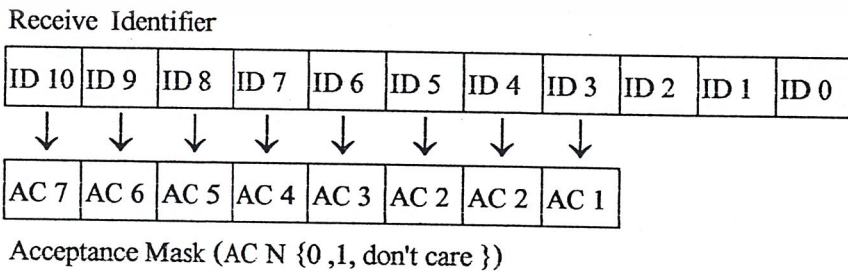 Receive Identifier
ID 10 ID 9 ID 8 ID 7 ID 6 ID 5 ID 4 ID 3 ID 2 ID 1 ID 0
AC 7 AC 6 AC 5 AC 4 AC 3 AC 2 AC 2 AC 1
Acceptance Mask (AC N {0 ,1, don't care })